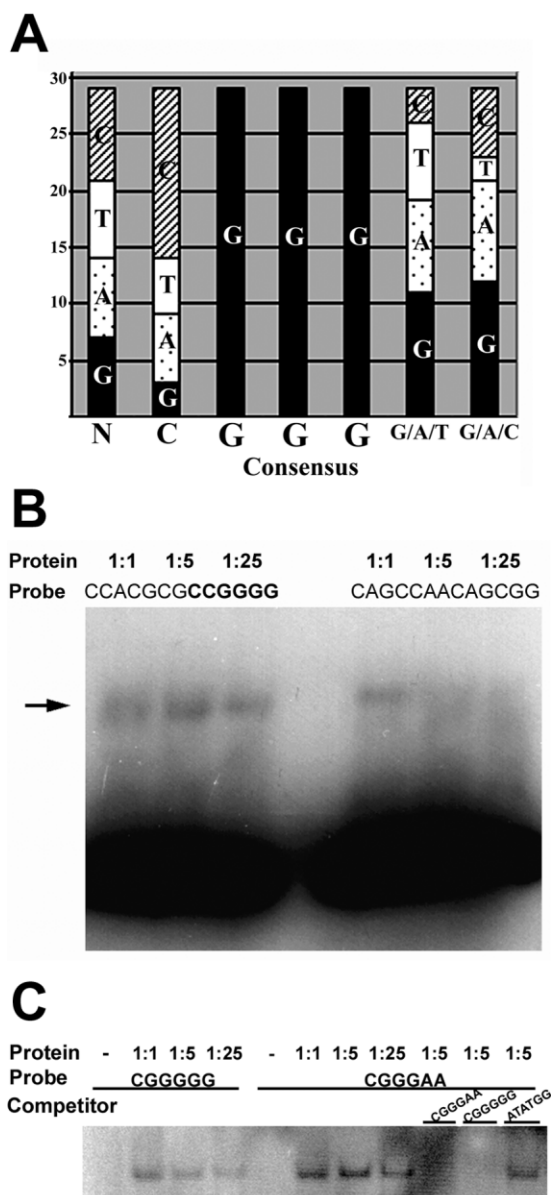 A
30
25
20
15
10
5
C
T
A
G
C
T
A
G
G
G
G
C
T
A
G
C
T
A
G
N C G G G G/A/T G/A/C
Consensus
B
Protein 1:1 1:5 1:25 1:1 1:5 1:25
Probe CCACGCGCCGGGG CAGCCAACAGCGG
C
Protein - 1:1 1:5 1:25 - 1:1 1:5 1:25 1:5 1:5 1:5
Probe CGGGGG CGGGAA
Competitor CGGGAA CGGGGG ATATGG